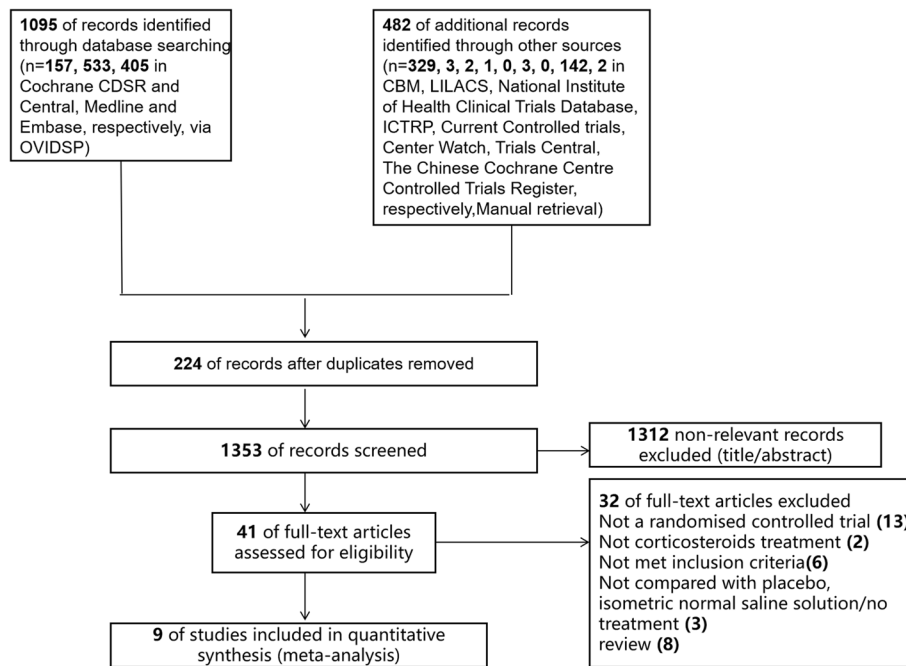 1095 of records identified
through database searching
(n=157, 533, 405 in
Cochrane CDSR and
Central, Medline and
Embase, respectively, via
OVIDSP)
482 of additional records
identified through other sources
(n=329, 3, 2, 1, 0, 3, 0, 142, 2 in
CBM, LILACS, National Institute
of Health Clinical Trials Database,
ICTRP, Current Controlled trials,
Center Watch, Trials Central,
The Chinese Cochrane Centre
Controlled Trials Register,
respectively,Manual retrieval)
224 of records after duplicates removed
1353 of records screened
1312 non-relevant records
excluded (title/abstract)
41 of full-text articles
assessed for eligibility
32 of full-text articles excluded
Not a randomised controlled trial (13)
Not corticosteroids treatment (2)
Not met inclusion criteria(6)
Not compared with placebo,
isometric normal saline solution/no
treatment (3)
review (8)
9 of studies included in quantitative
synthesis (meta-analysis)